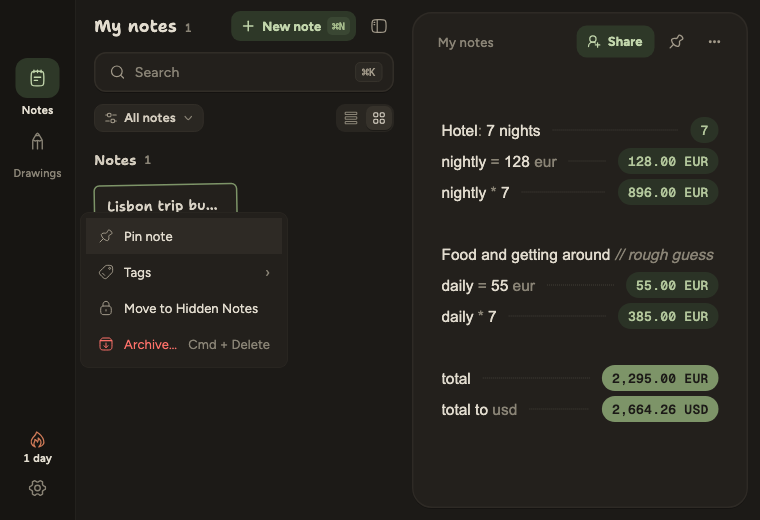 Notes
Drawings
1 day
My notes 1
New note ⌘N
Search ⌘K
All notes
Notes 1
Lisbon trip bu...
Pin note
Tags
Move to Hidden Notes
Archive... Cmd + Delete
My notes
Share
Hotel: 7 nights 7
nightly = 128 eur 128.00 EUR
nightly * 7 896.00 EUR
Food and getting around // rough guess
daily = 55 eur 55.00 EUR
daily * 7 385.00 EUR
total 2,295.00 EUR
total to usd 2,664.26 USD